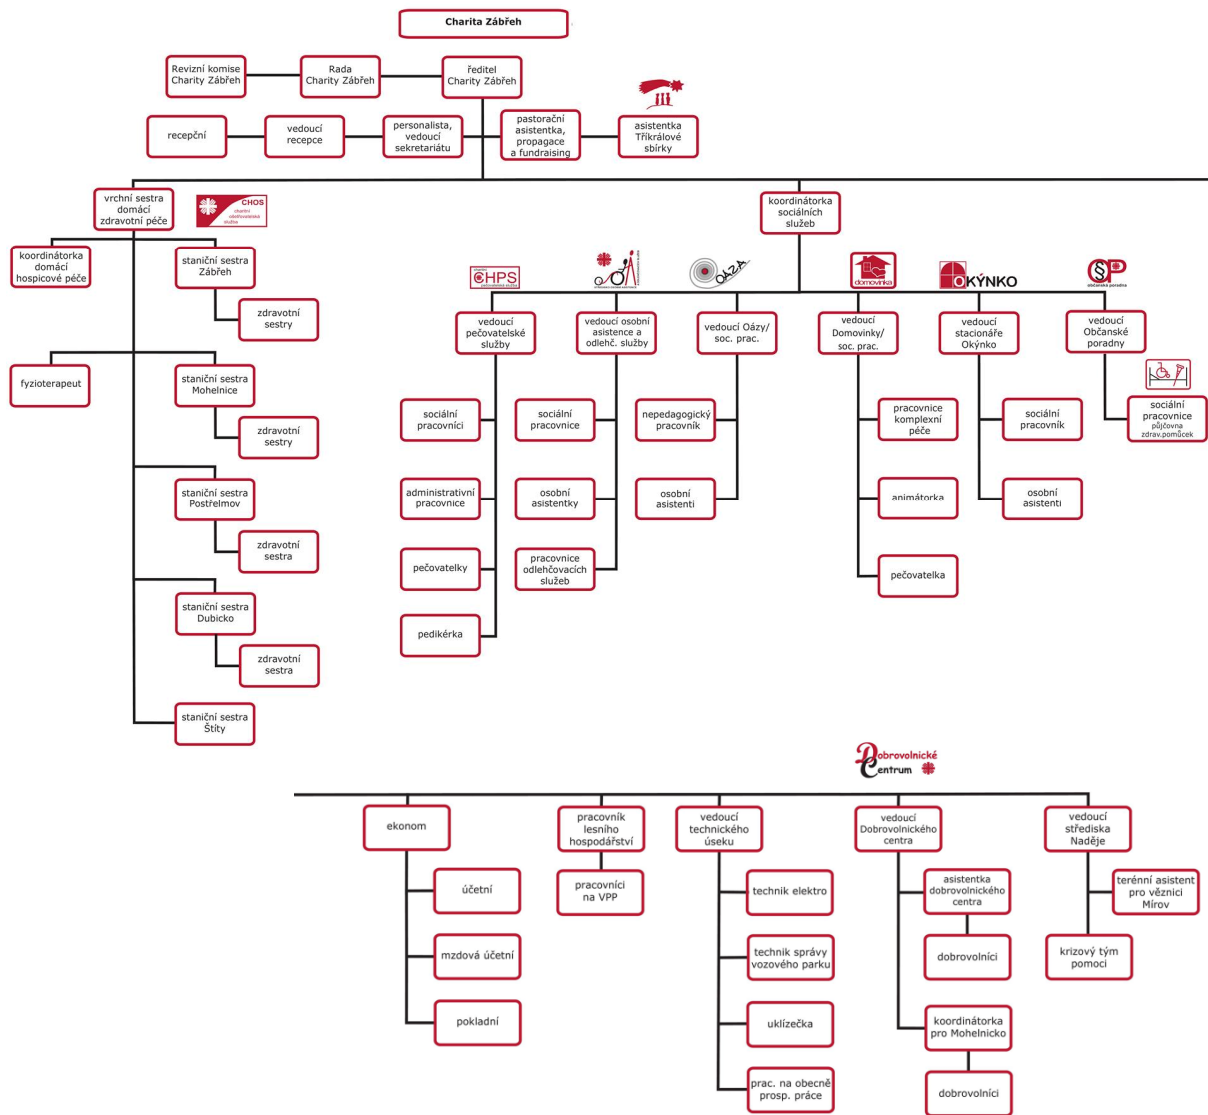 Charita Zábřeh
Revizní komise
Charity Zábřeh
Rada
Charity Zábřeh
ředitel
Charity Zábřeh
recepční
vedoucí
recepce
personalista,
vedoucí
sekretariátu
pastorační
asistentka,
propagace
a fundraising
asistentka
Tříkrálové
sbírky
vrchní sestra
domácí
zdravotní péče
CHOS
charitní
ošetřovatelská
služba
koordinátorka
sociálních
služeb
koordinátorka
domácí
hospicové péče
staniční sestra
Zábřeh
zdravotní
sestry
fyzioterapeut
staniční sestra
Mohelnice
zdravotní
sestry
staniční sestra
Postřelmov
zdravotní
sestra
staniční sestra
Dubicko
zdravotní
sestra
staniční sestra
Štíty
CHPS
pečovatelská služba
OÁZA
domovinka
OKÝNKO
občanská poradna
vedoucí
pečovatelské
služby
vedoucí osobní
asistence a
odlehč. služby
vedoucí Oázy/
soc. prac.
vedoucí
Domovinky/
soc. prac.
vedoucí
stacionáře
Okýnko
vedoucí
Občanské
poradny
sociální
pracovníci
administrativní
pracovnice
pečovatelky
pedikérka
sociální
pracovnice
osobní
asistentky
pracovnice
odlehčovacích
služeb
nepedagogický
pracovník
osobní
asistenti
pracovnice
komplexní
péče
animátorka
pečovatelka
sociální
pracovník
osobní
asistenti
sociální
pracovnice
půjčovna
zdrav.pomůcek
Dobrovolnické
Centrum
ekonom
účetní
mzdová účetní
pokladní
pracovník
lesního
hospodářství
pracovníci
na VPP
vedoucí
technického
úseku
technik elektro
technik správy
vozového parku
uklízečka
prac. na obecně
prosp. práce
vedoucí
Dobrovolnického
centra
asistentka
dobrovolnického
centra
dobrovolníci
koordinátorka
pro Mohelnicko
dobrovolníci
vedoucí
střediska
Naděje
terénní asistent
pro věznici
Mírov
krizový tým
pomoci